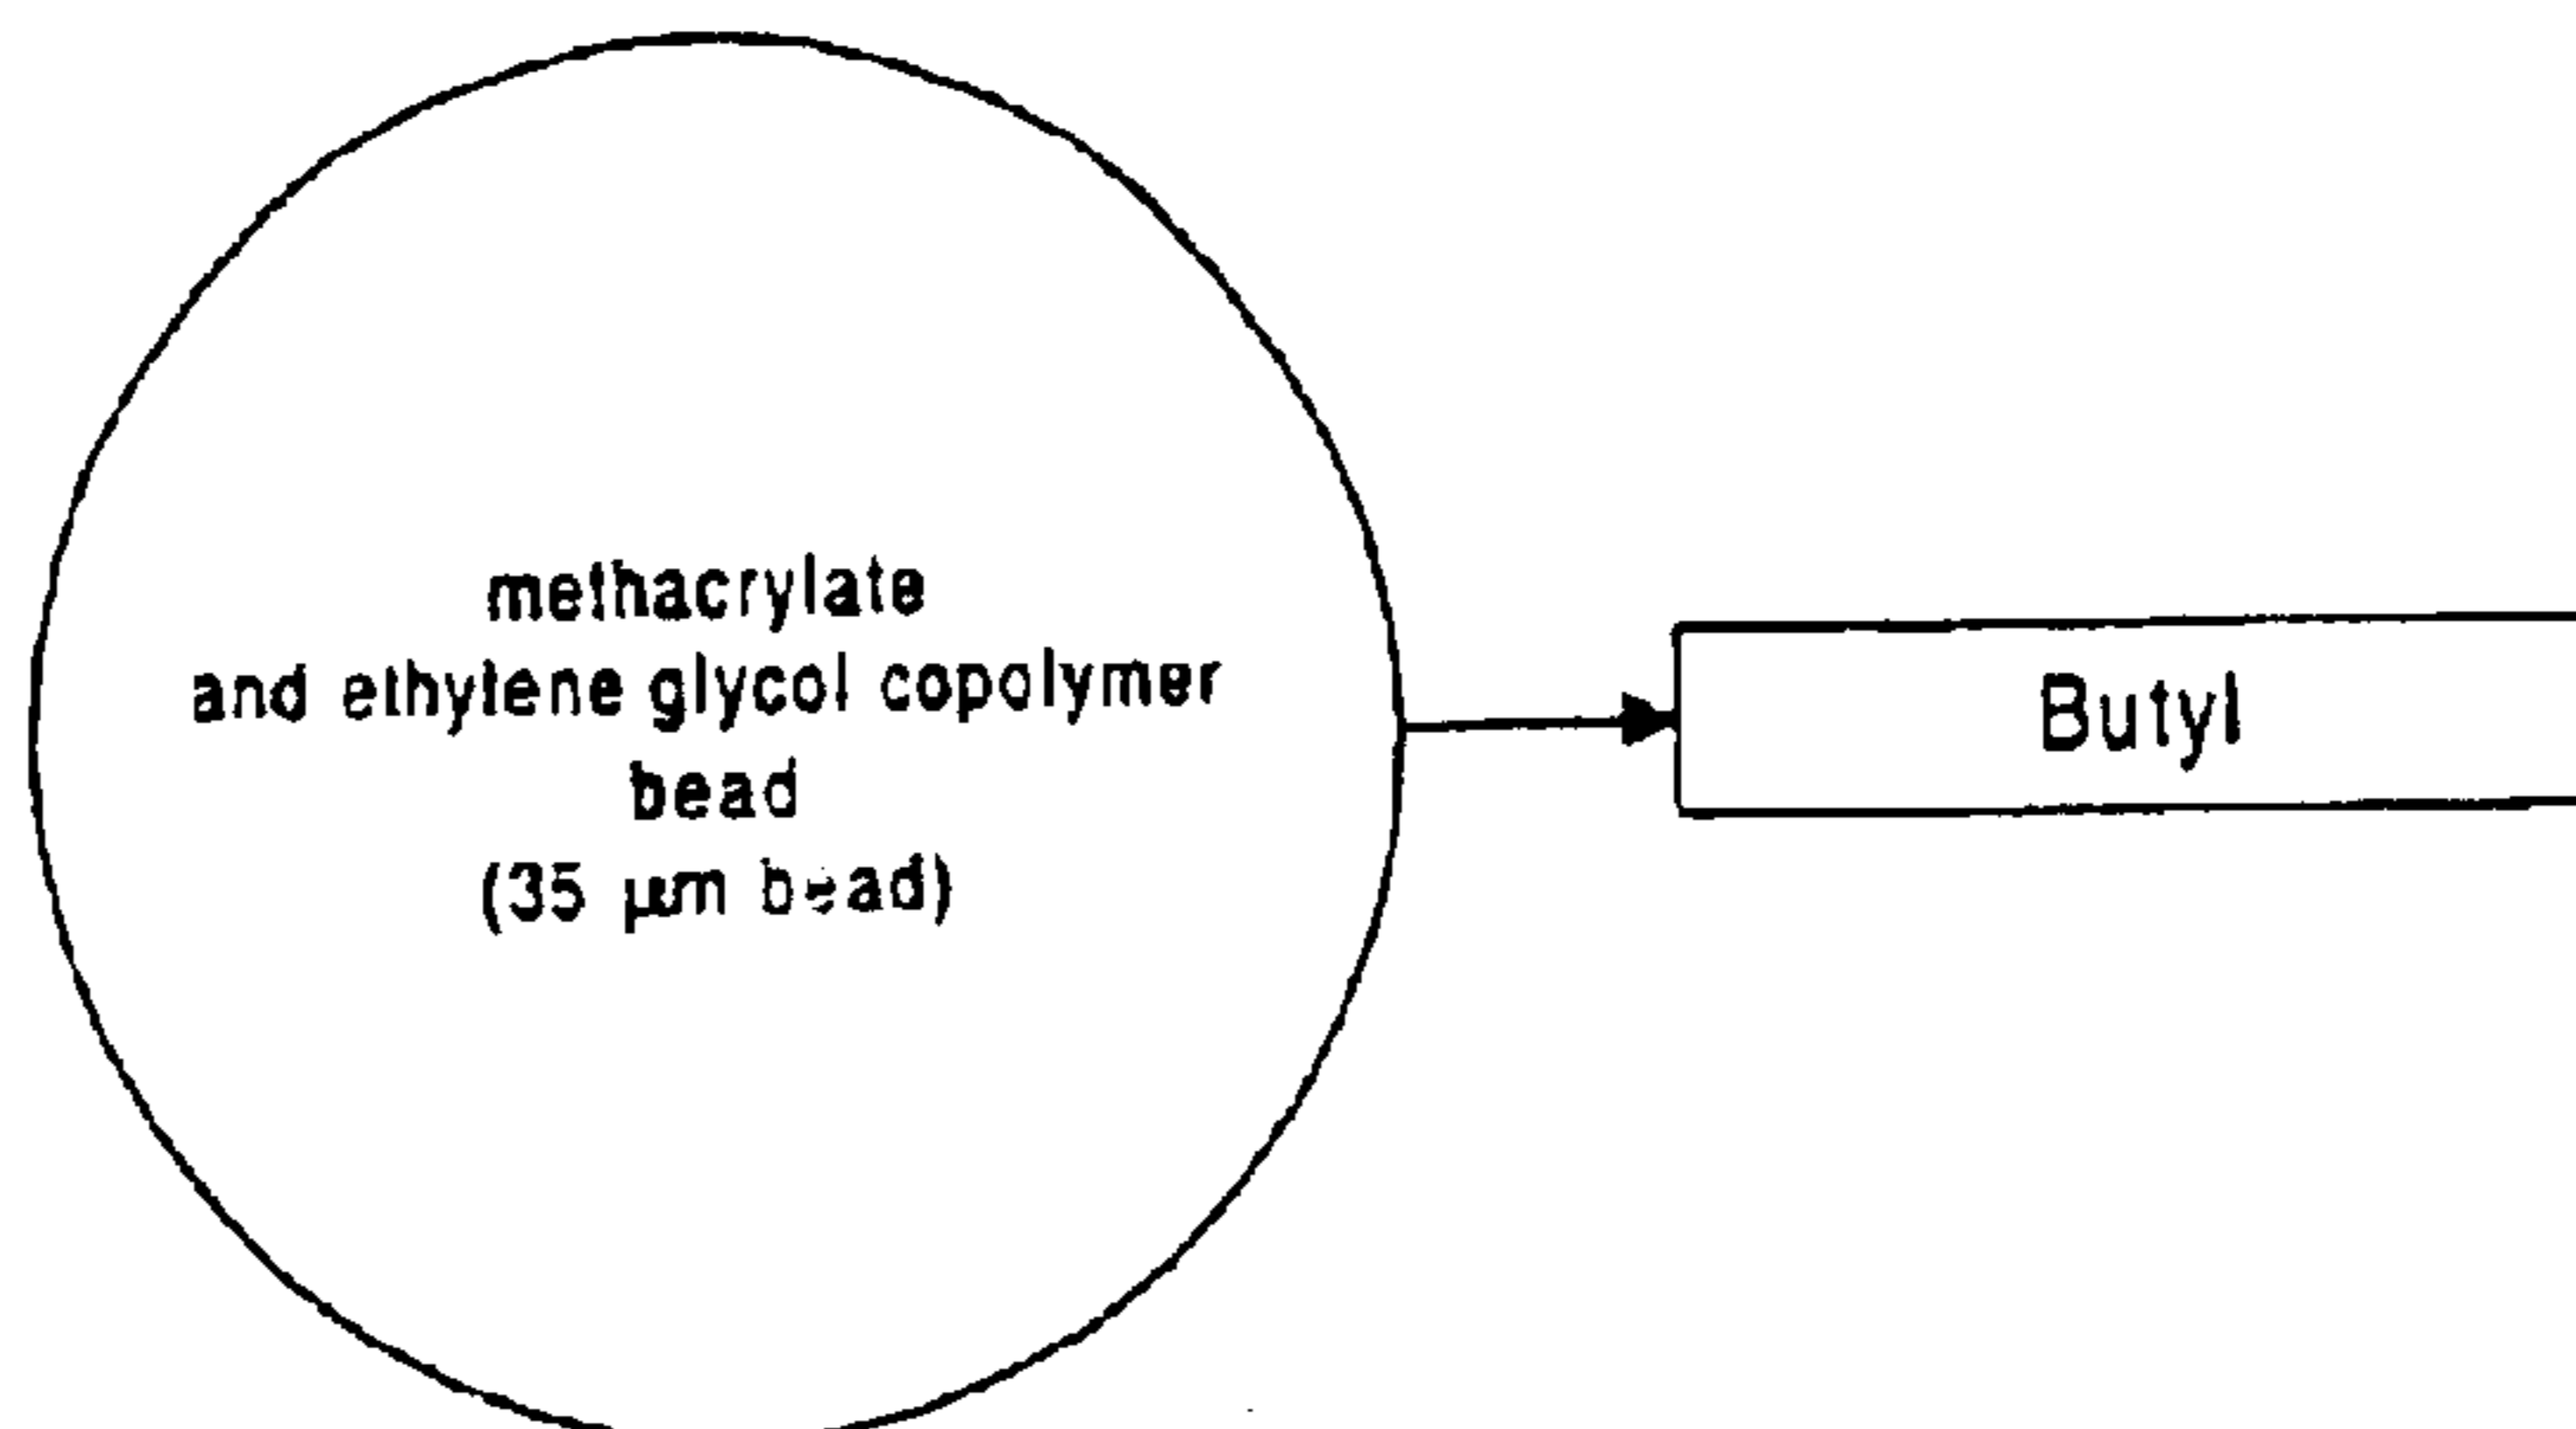 methacrylate
and ethylene glycol copolymer
bead
(35 µm bead)
Butyl